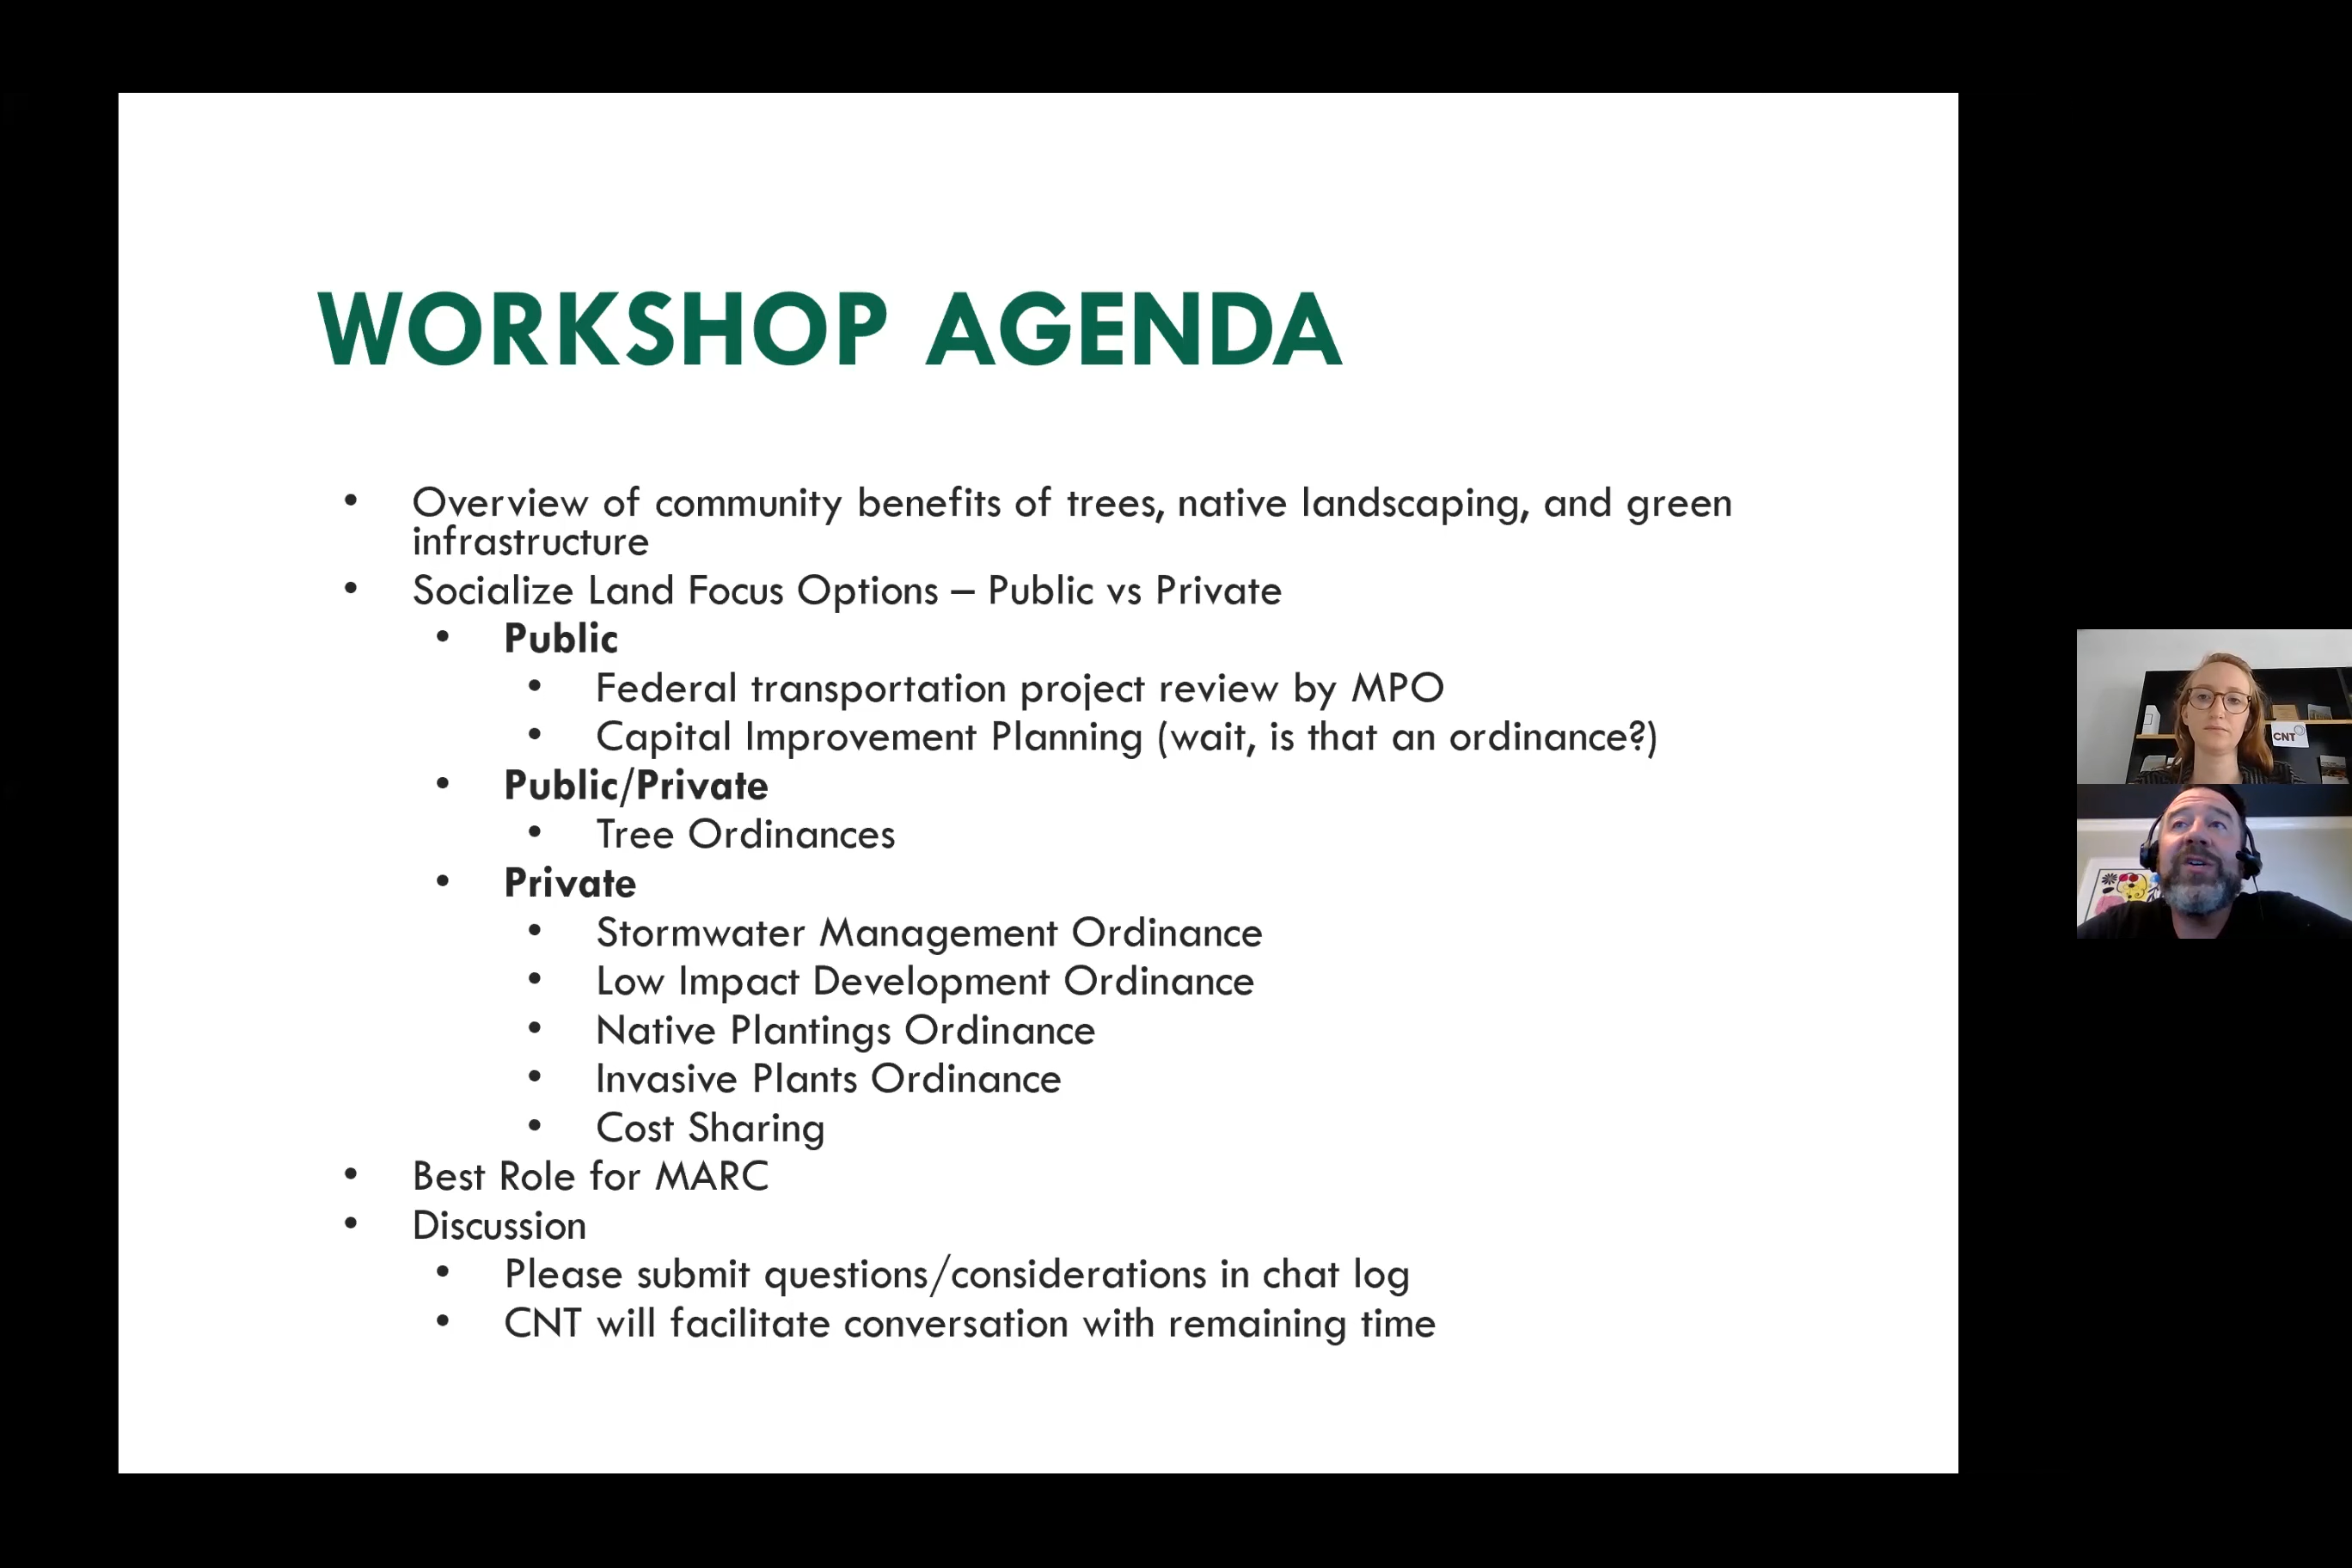 WORKSHOP AGENDA
• Overview of community benefits of trees, native landscaping, and green
infrastructure
• Socialize Land Focus Options – Public vs Private
• Public
• Federal transportation project review by MPO
• Capital Improvement Planning (wait, is that an ordinance?)
• Public/Private
• Tree Ordinances
• Private
• Stormwater Management Ordinance
• Low Impact Development Ordinance
• Native Plantings Ordinance
• Invasive Plants Ordinance
• Cost Sharing
• Best Role for MARC
• Discussion
• Please submit questions/considerations in chat log
• CNT will facilitate conversation with remaining time
CNT